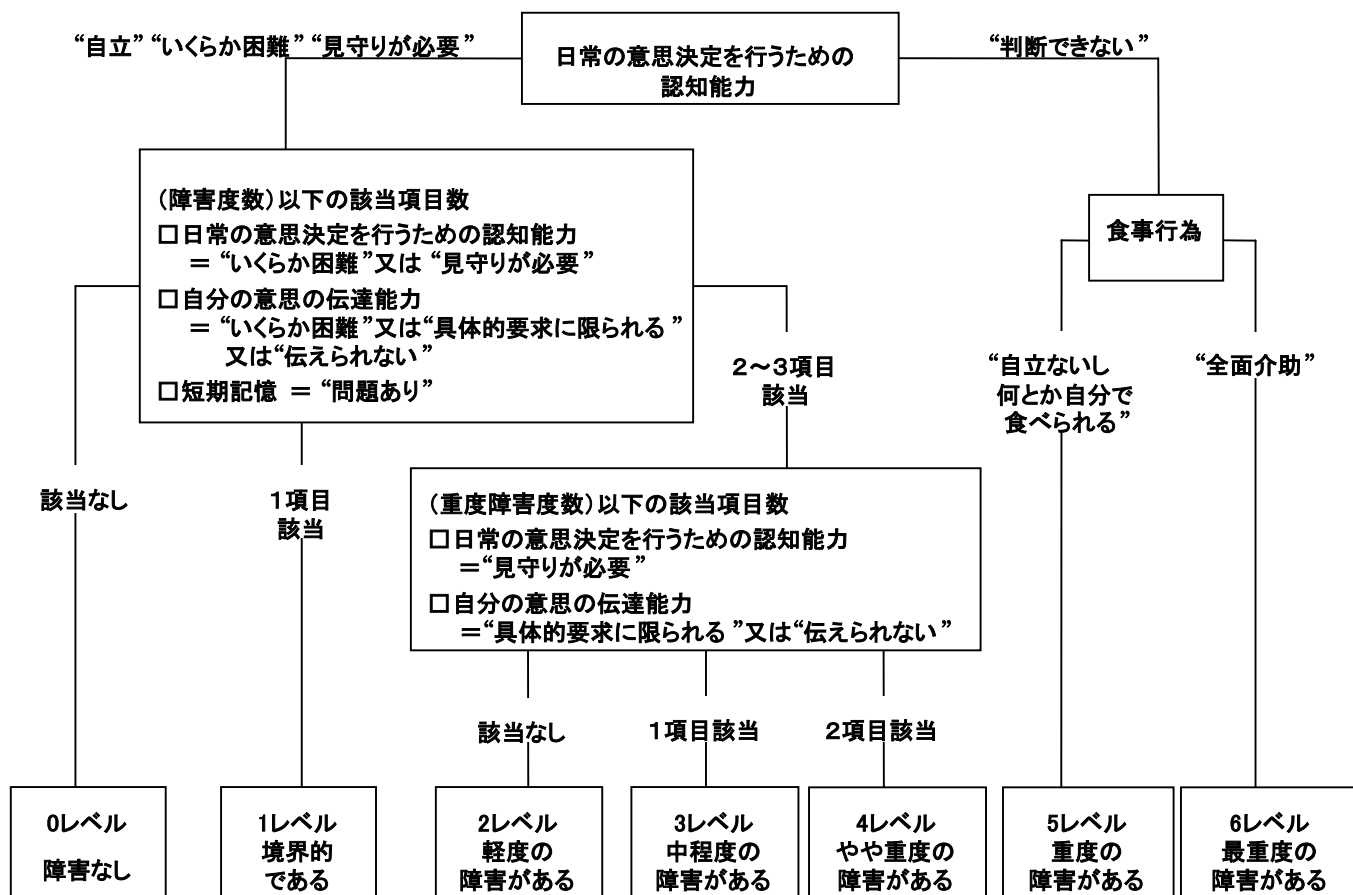 “自立”“いくらか困難”“見守りが必要”
日常の意思決定を行うための
認知能力
“判断できない”
（障害度数）以下の該当項目数
□日常の意思決定を行うための認知能力
＝“いくらか困難”又は“見守りが必要”
□自分の意思の伝達能力
＝“いくらか困難”又は“具体的要求に限られる”
又は“伝えられない”
□短期記憶 ＝“問題あり”
食事行為
２～３項目
該当
“自立ないし
何とか自分で
食べられる”
“全面介助”
該当なし
１項目
該当
（重度障害度数）以下の該当項目数
□日常の意思決定を行うための認知能力
＝“見守りが必要”
□自分の意思の伝達能力
＝“具体的要求に限られる”又は“伝えられない”
該当なし
１項目該当
２項目該当
0レベル
障害なし
1レベル
境界的
である
2レベル
軽度の
障害がある
3レベル
中程度の
障害がある
4レベル
やや重度の
障害がある
5レベル
重度の
障害がある
6レベル
最重度の
障害がある